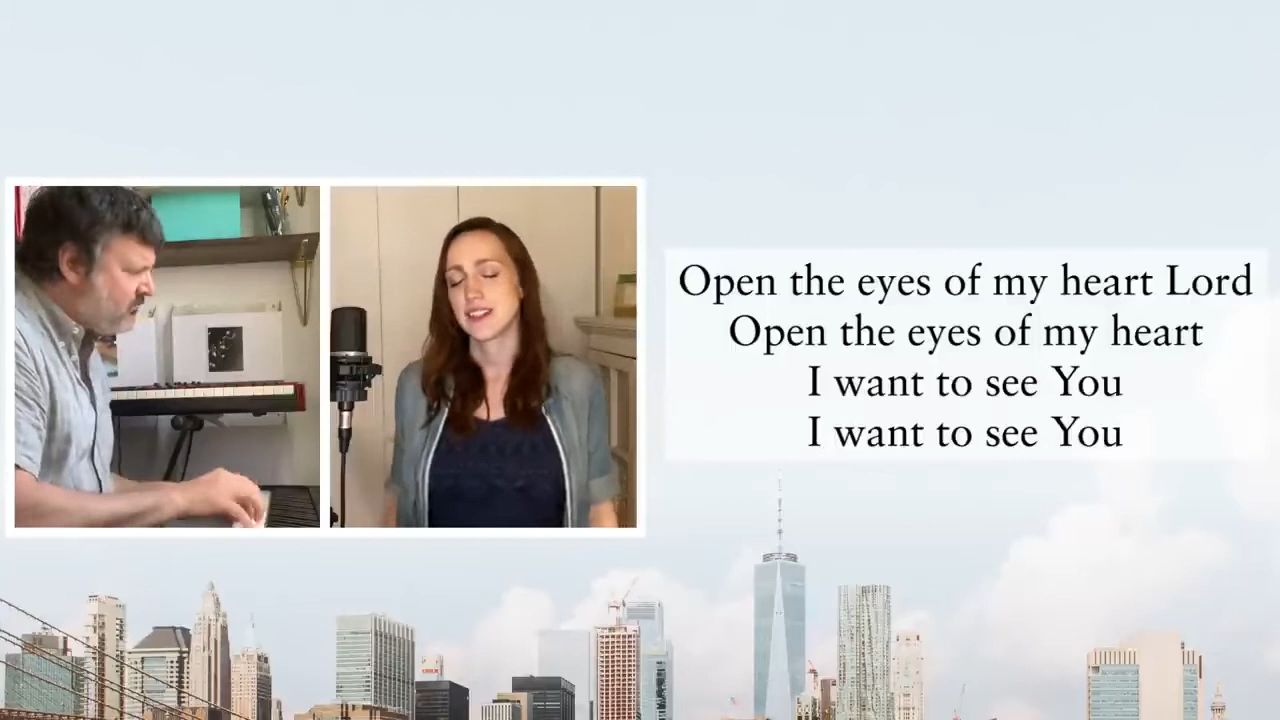 Open the eyes of my heart Lord
Open the eyes of my heart
I want to see You
I want to see You